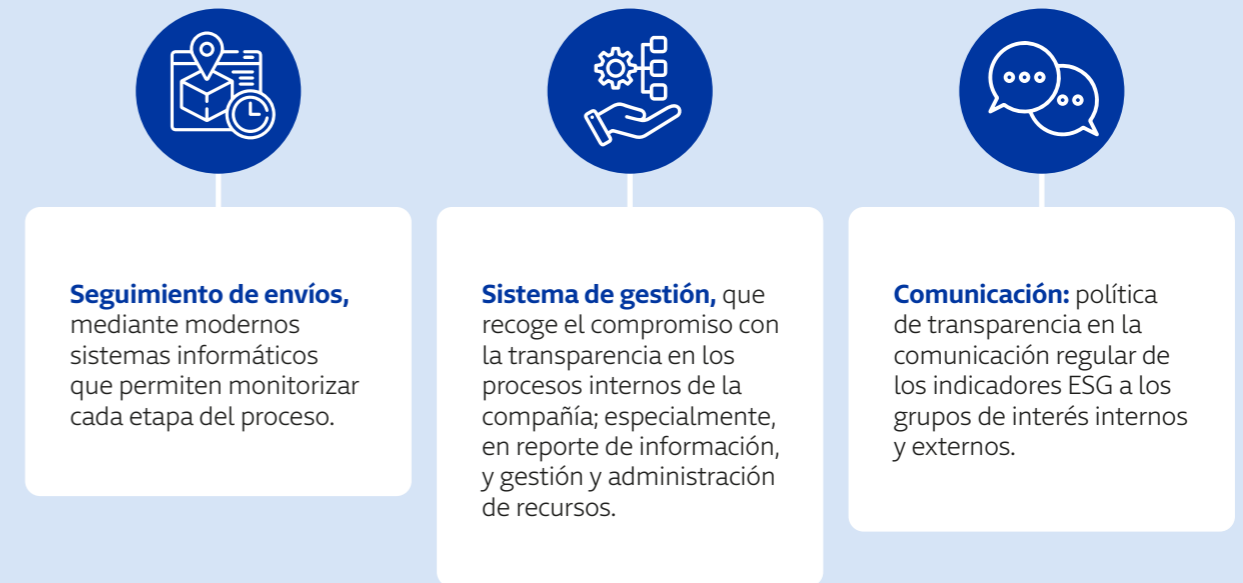 Seguimiento de envíos,
mediante modernos
sistemas informáticos
que permiten monitorizar
cada etapa del proceso.
Sistema de gestión, que
recoge el compromiso con
la transparencia en los
procesos internos de la
compañía; especialmente,
en reporte de información,
y gestión y administración
de recursos.
Comunicación: política
de transparencia en la
comunicación regular de
los indicadores ESG a los
grupos de interés internos
y externos.